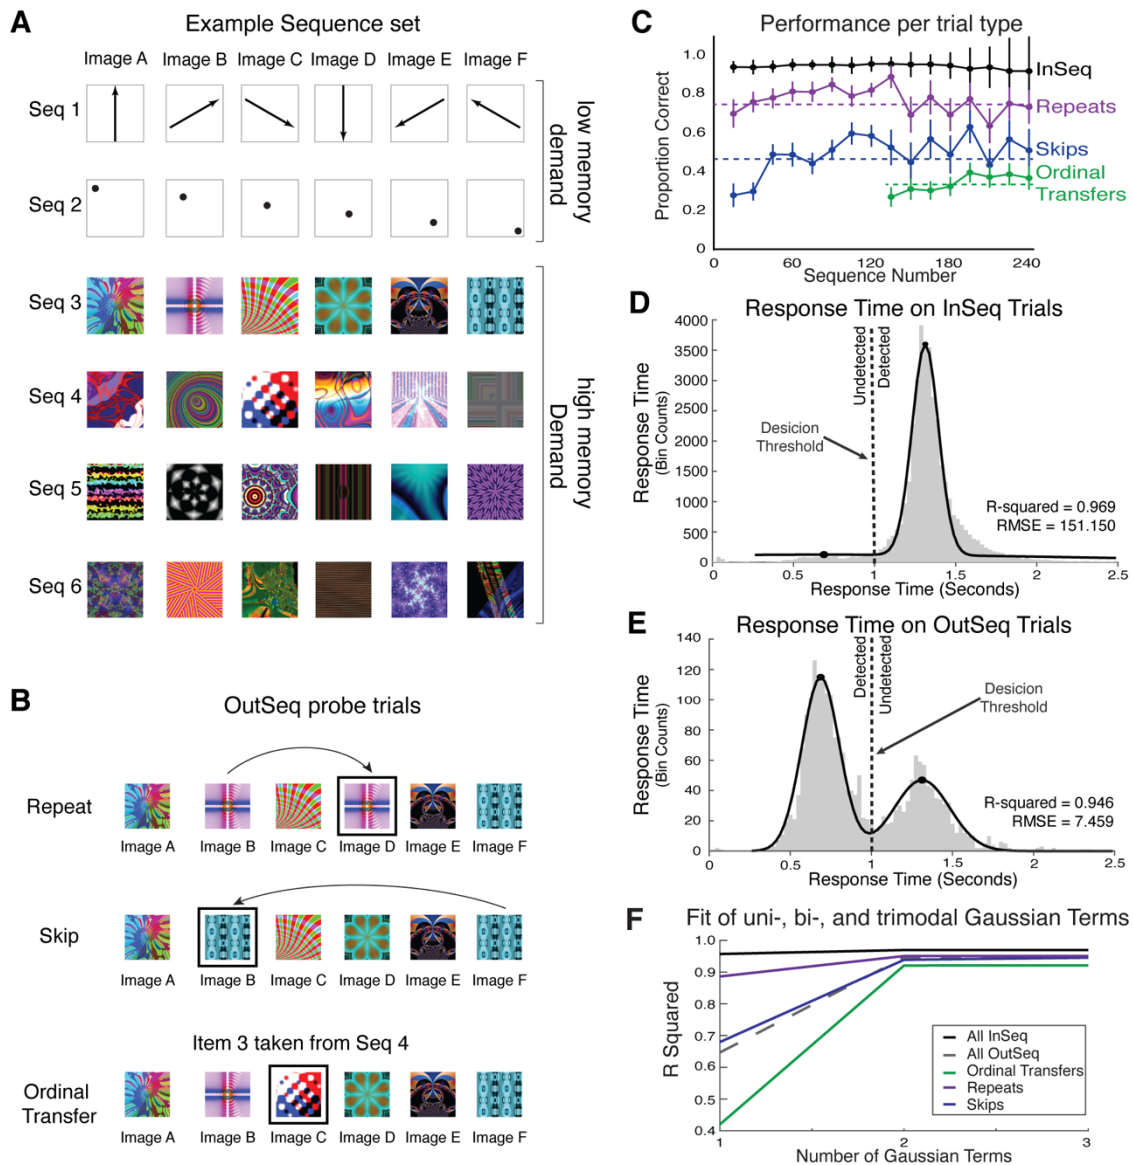 A
Example Sequence set
Image A Image B Image C Image D Image E Image F
Seq 1
Seq 2
low memory
demand
Seq 3
Seq 4
Seq 5
Seq 6
high memory
Demand
B
OutSeq probe trials
Repeat
Image A Image B Image C Image D Image E Image F
Skip
Image A Image B Image C Image D Image E Image F
Item 3 taken from Seq 4
Ordinal
Transfer
Image A Image B Image C Image D Image E Image F
C
Performance per trial type
Proportion Correct
1.0
0.8
0.6
0.4
0.2
0
0 60 120 180 240
Sequence Number
InSeq
Repeats
Skips
Ordinal
Transfers
D
Response Time on InSeq Trials
Response Time
(Bin Counts)
4000
3500
3000
2500
2000
1500
1000
500
0
0 0.5 1 1.5 2 2.5
Response Time (Seconds)
Undetected
Detected
Desicion
Threshold
R-squared = 0.969
RMSE = 151.150
E
Response Time on OutSeq Trials
Response Time
(Bin Counts)
140
120
100
80
60
40
20
0
0.5 1 1.5 2 2.5
Response Time (Seconds)
Detected
Undetected
Desicion
Threshold
R-squared = 0.946
RMSE = 7.459
F
Fit of uni-, bi-, and trimodal Gaussian Terms
R Squared
1.0
0.9
0.8
0.7
0.6
0.5
0.4
1 2 3
Number of Gaussian Terms
All InSeq
All OutSeq
Ordinal Transfers
Repeats
Skips